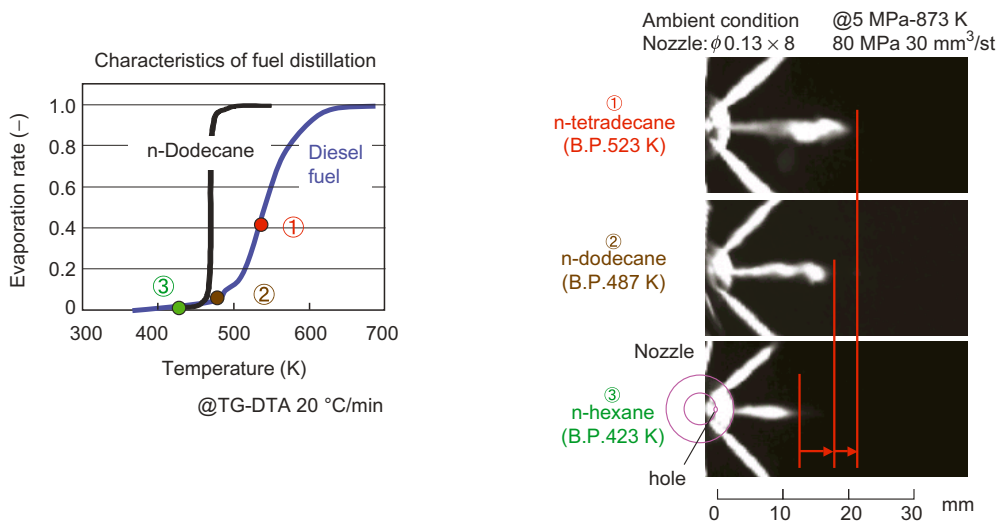 Characteristics of fuel distillation
Evaporation rate (–)
1.0
0.8
0.6
0.4
0.2
0
n-Dodecane
Diesel
fuel
①
②
③
300
400
500
600
700
Temperature (K)
@TG-DTA 20 °C/min
Ambient condition @5 MPa-873 K
Nozzle: ϕ0.13 × 8 80 MPa 30 mm³/st
①
n-tetradecane
(B.P.523 K)
②
n-dodecane
(B.P.487 K)
Nozzle
③
n-hexane
(B.P.423 K)
hole
0
10
20
30
mm